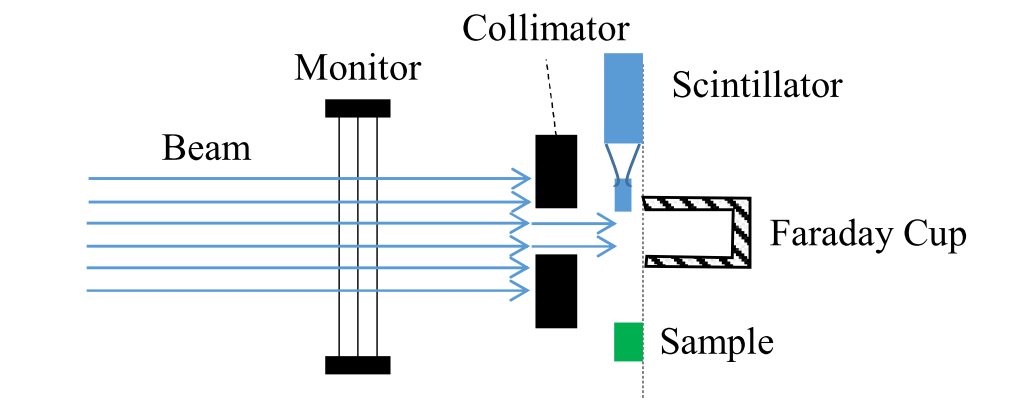 Collimator
Monitor
Scintillator
Beam
Faraday Cup
Sample